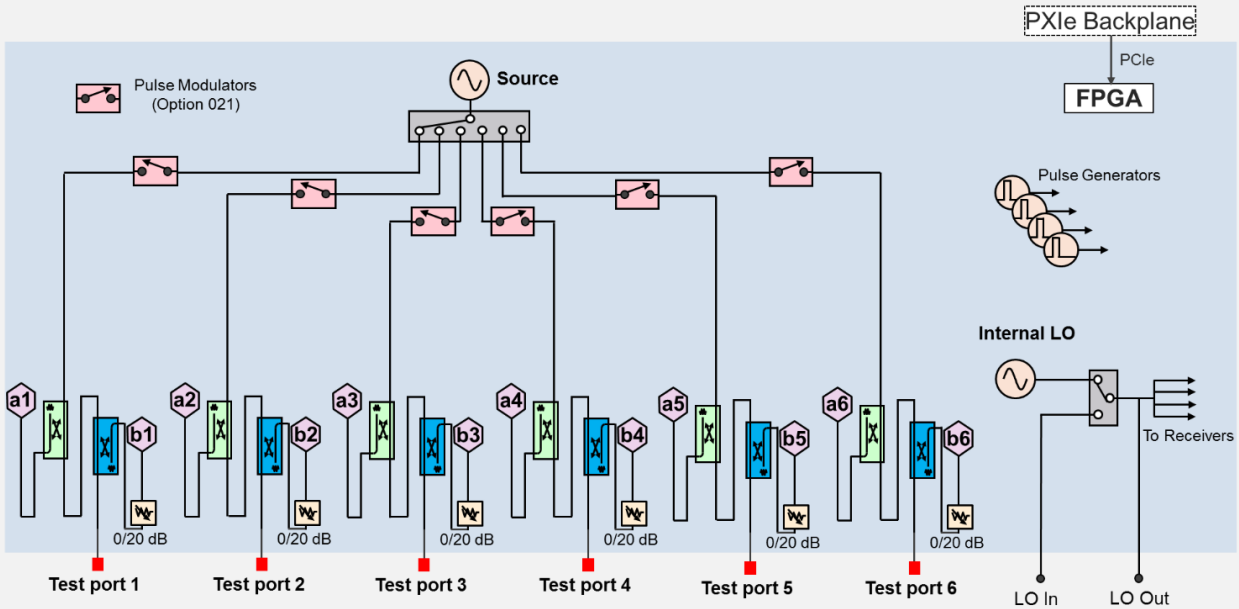 PXIe Backplane
PCIe
FPGA
Source
Pulse Modulators
(Option 021)
Pulse Generators
Internal LO
To Receivers
a1
a2
a3
a4
a5
a6
b1
b2
b3
b4
b5
b6
0/20 dB
0/20 dB
0/20 dB
0/20 dB
0/20 dB
0/20 dB
Test port 1
Test port 2
Test port 3
Test port 4
Test port 5
Test port 6
LO In
LO Out